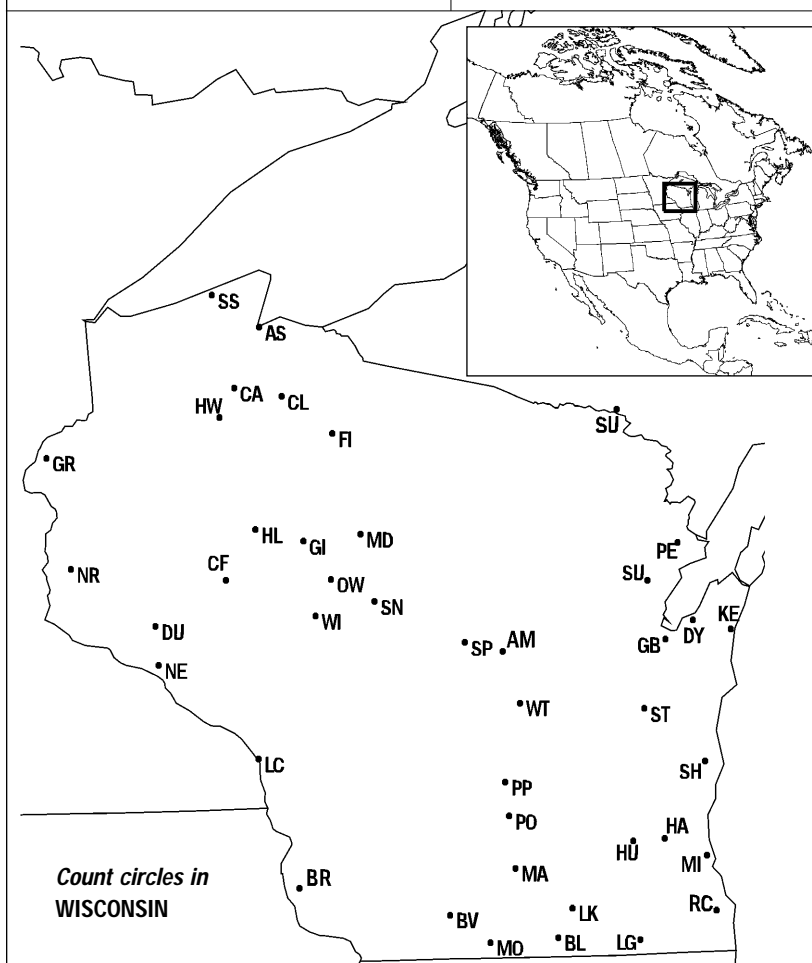 SS
AS
CA
CL
HW
SU
FI
GR
HL
GI
MD
PE
CF
NR
OW
SU
SN
WI
KE
DU
DY
SP
AM
GB
NE
WT
ST
LC
SH
PP
PO
HA
HU
MI
MA
BR
Count circles in
WISCONSIN
RC
LK
BV
MO
BL
LG